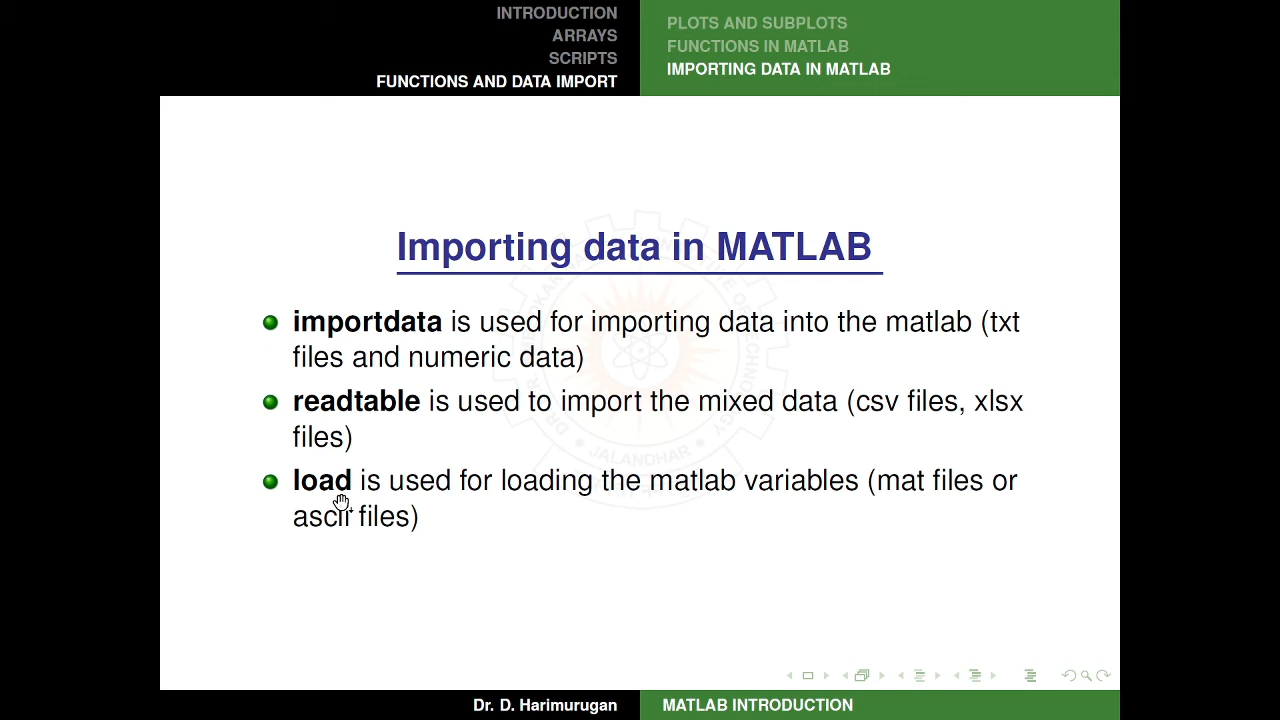 INTRODUCTION
ARRAYS
SCRIPTS
FUNCTIONS AND DATA IMPORT
PLOTS AND SUBPLOTS
FUNCTIONS IN MATLAB
IMPORTING DATA IN MATLAB
Importing data in MATLAB
importdata is used for importing data into the matlab (txt
files and numeric data)
readtable is used to import the mixed data (csv files, xlsx
files)
load is used for loading the matlab variables (mat files or
ascii files)
JALANDHAR
Dr. D. Harimurugan
MATLAB INTRODUCTION